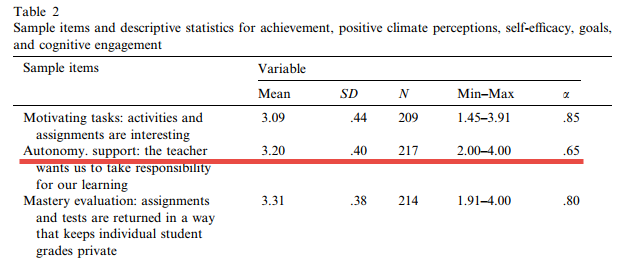 Table 2
Sample items and descriptive statistics for achievement, positive climate perceptions, self-efficacy, goals,
and cognitive engagement
Sample items Variable
Mean SD N Min–Max α
Motivating tasks: activities and 3.09 .44 209 1.45–3.91 .85
assignments are interesting
Autonomy. support: the teacher 3.20 .40 217 2.00–4.00 .65
wants us to take responsibility
for our learning
Mastery evaluation: assignments 3.31 .38 214 1.91–4.00 .80
and tests are returned in a way
that keeps individual student
grades private